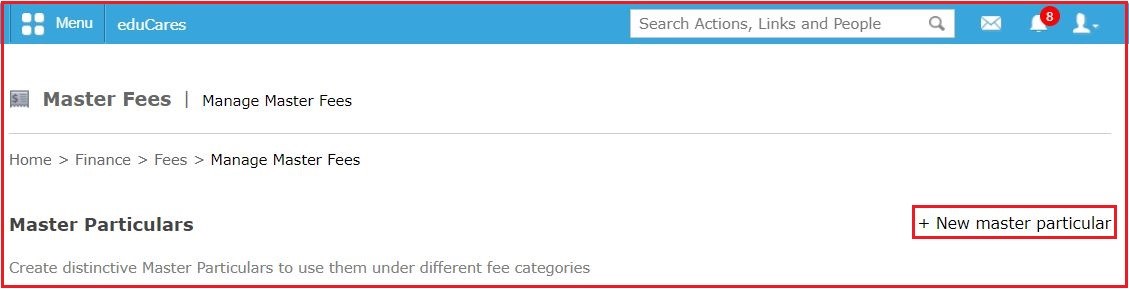 Menu eduCares Search Actions, Links and People 8
Master Fees | Manage Master Fees
Home > Finance > Fees > Manage Master Fees
Master Particulars + New master particular
Create distinctive Master Particulars to use them under different fee categories